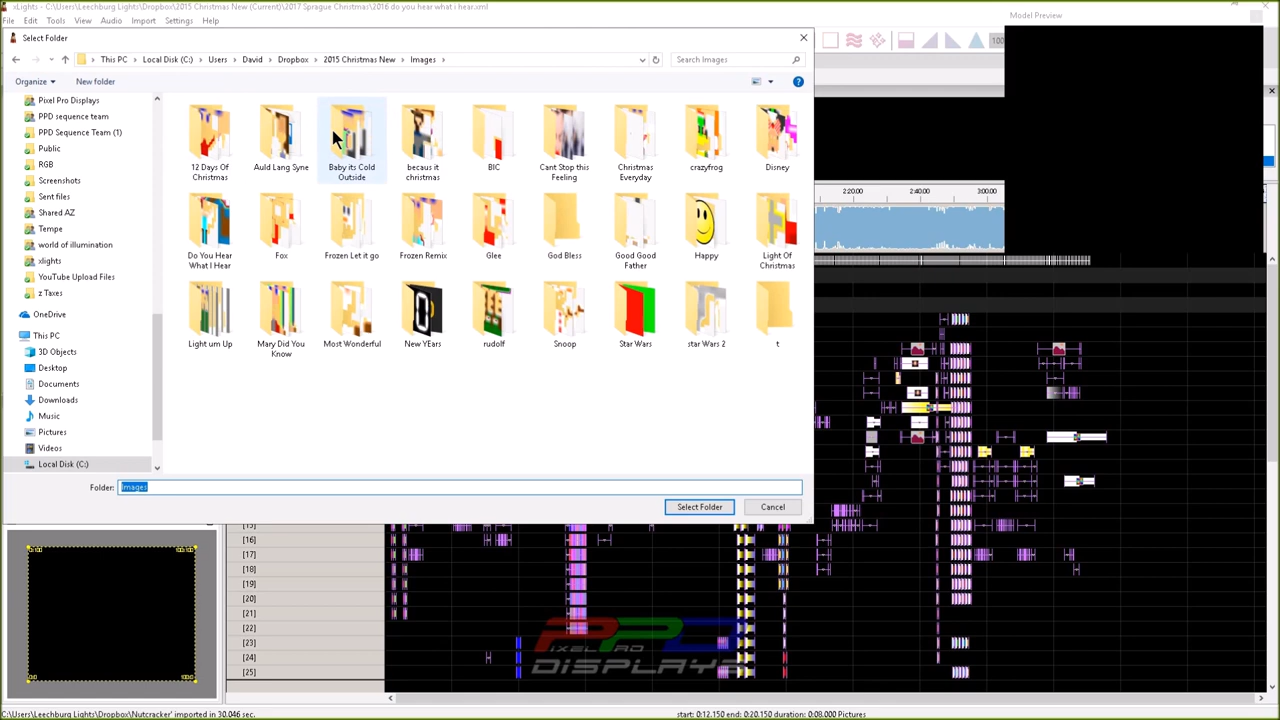 xLights - C:\Users\Leechburg Lights\Dropbox\2015 Christmas New (Current)\2017 Sprague Christmas\2016 do you hear what i hear.xml
File Edit Tools View Audio Import Settings Help
Model Preview
Select Folder
This PC > Local Disk (C:) > Users > David > Dropbox > 2015 Christmas New > Images >
Search Images
Organize
New folder
100
Pixel Pro Displays
PPD sequence team
PPD Sequence Team (1)
Public
RGB
Screenshots
Sent files
Shared AZ
Tempe
world of illumination
xlights
YouTube Upload Files
z Taxes
OneDrive
This PC
3D Objects
Desktop
Documents
Downloads
Music
Pictures
Videos
Local Disk (C:)
12 Days Of Christmas
Auld Lang Syne
Baby its Cold Outside
becaus it christmas
BIC
Cant Stop this Feeling
Christmas Everyday
crazyfrog
Disney
Do You Hear What I Hear
Fox
Frozen Let it go
Frozen Remix
Glee
God Bless
Good Good Father
Happy
Light Of Christmas
Light um Up
Mary Did You Know
Most Wonderful
New YEars
rudolf
Snoop
Star Wars
star Wars 2
t
2:20.00 2:40.00 3:00.00
Folder: Images
Select Folder
Cancel
[15]
[16]
[17]
[18]
[19]
[20]
[21]
[22]
[23]
[24]
[25]
PPD
PIXEL PRO
DISPLAYS
C:/Users/Leechburg Lights/Dropbox/Nutcracker' imported in 30.046 sec.
start: 0:12.150 end: 0:20.150 duration: 0:08.000 Pictures